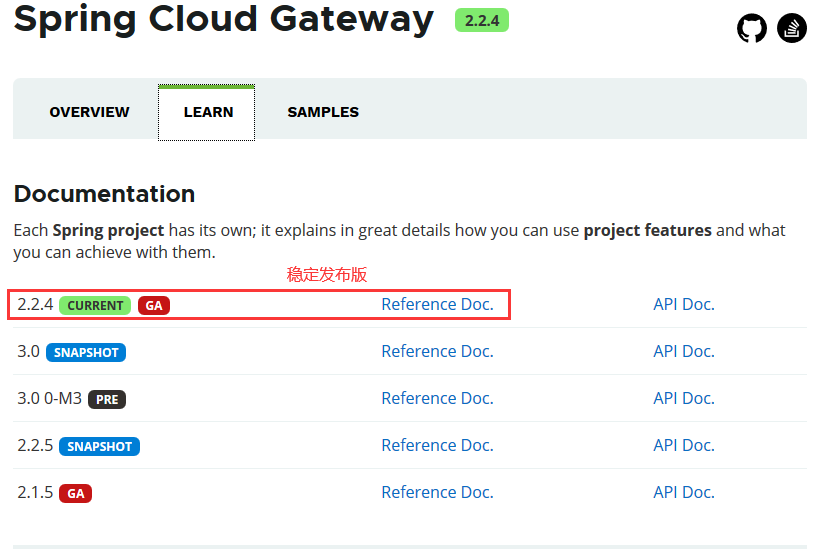 Spring Cloud Gateway 2.2.4
OVERVIEW LEARN SAMPLES
Documentation
Each Spring project has its own; it explains in great details how you can use project features and what
you can achieve with them.
稳定发布版
2.2.4 CURRENT GA Reference Doc. API Doc.
3.0 SNAPSHOT Reference Doc. API Doc.
3.0 0-M3 PRE Reference Doc. API Doc.
2.2.5 SNAPSHOT Reference Doc. API Doc.
2.1.5 GA Reference Doc. API Doc.